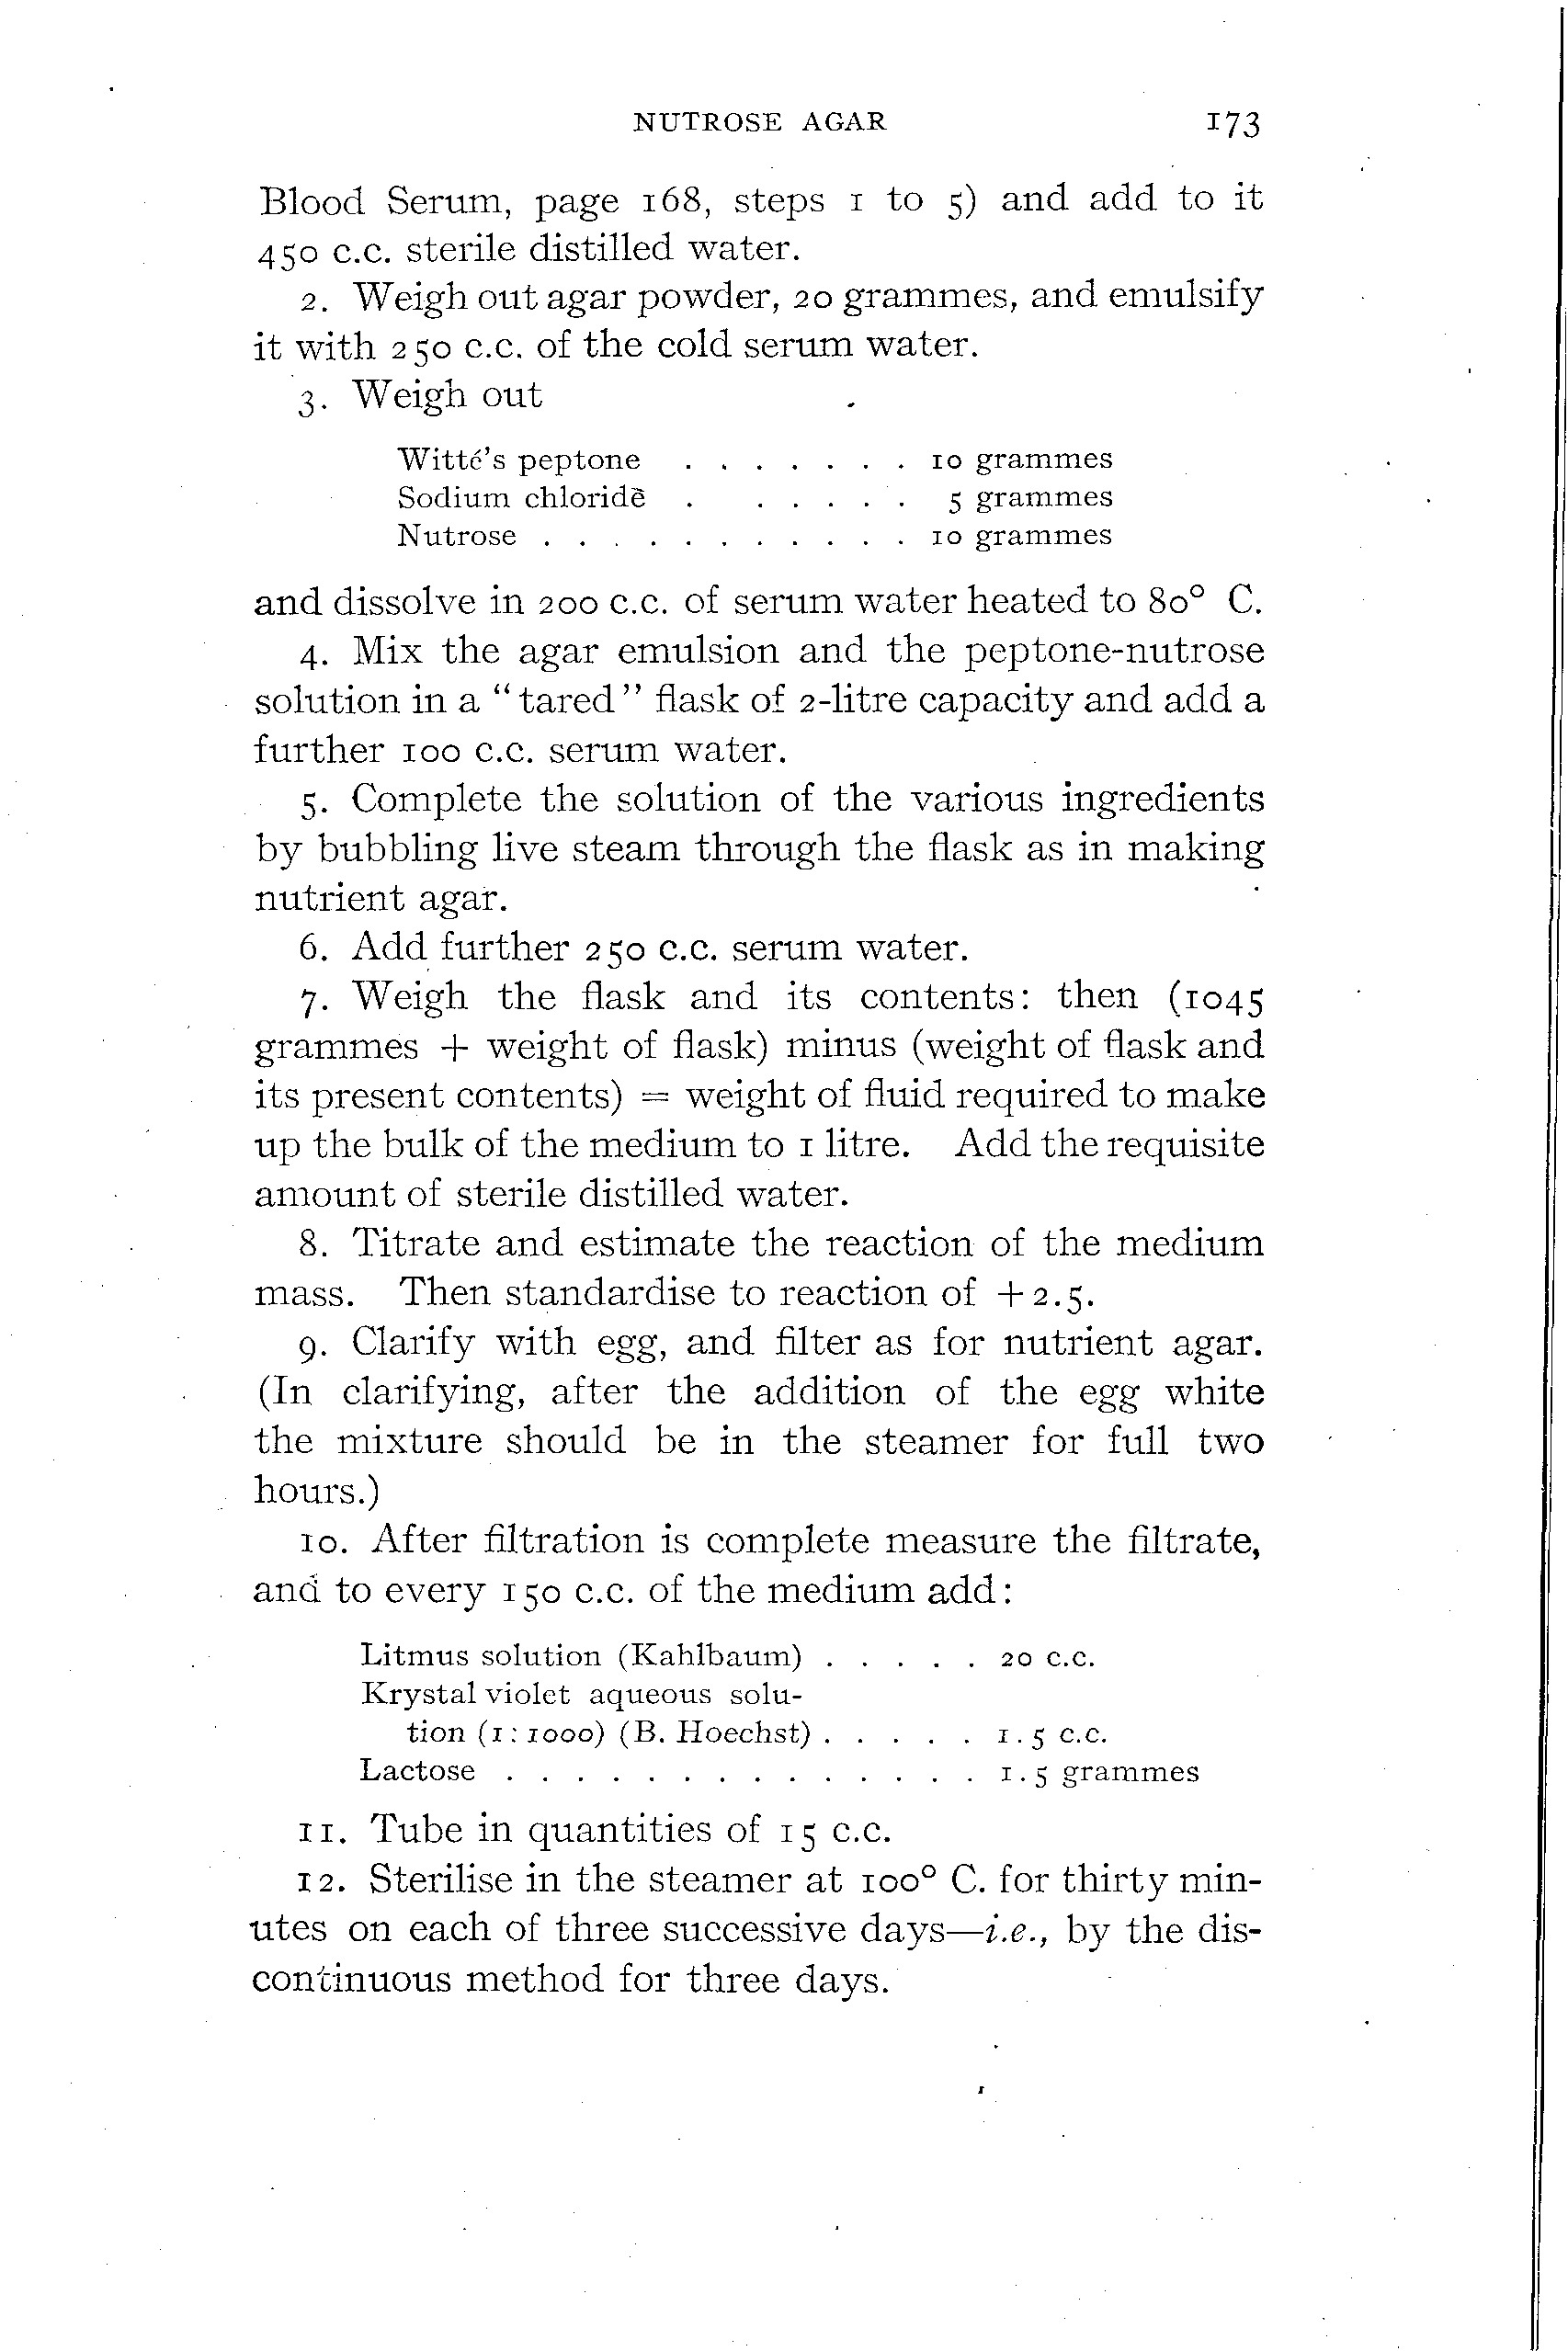 NUTROSE AGAR 173
Blood Serum, page 168, steps 1 to 5) and add to it
450 c.c. sterile distilled water.
2. Weigh out agar powder, 20 grammes, and emulsify
it with 250 c.c. of the cold serum water.
3. Weigh out
Witté's peptone . . . . . . . 10 grammes
Sodium chloride . . . . . . 5 grammes
Nutrose . . . . . . . . . . . 10 grammes
and dissolve in 200 c.c. of serum water heated to 80° C.
4. Mix the agar emulsion and the peptone-nutrose
solution in a "tared" flask of 2-litre capacity and add a
further 100 c.c. serum water.
5. Complete the solution of the various ingredients
by bubbling live steam through the flask as in making
nutrient agar.
6. Add further 250 c.c. serum water.
7. Weigh the flask and its contents: then (1045
grammes + weight of flask) minus (weight of flask and
its present contents) = weight of fluid required to make
up the bulk of the medium to 1 litre. Add the requisite
amount of sterile distilled water.
8. Titrate and estimate the reaction of the medium
mass. Then standardise to reaction of +2.5.
9. Clarify with egg, and filter as for nutrient agar.
(In clarifying, after the addition of the egg white
the mixture should be in the steamer for full two
hours.)
10. After filtration is complete measure the filtrate,
and to every 150 c.c. of the medium add:
Litmus solution (Kahlbaum) . . . . . 20 c.c.
Krystal violet aqueous solu-
tion (1:1000) (B. Hoechst) . . . . . 1.5 c.c.
Lactose . . . . . . . . . . . . . . 1.5 grammes
11. Tube in quantities of 15 c.c.
12. Sterilise in the steamer at 100° C. for thirty min-
utes on each of three successive days—i.e., by the dis-
continuous method for three days.